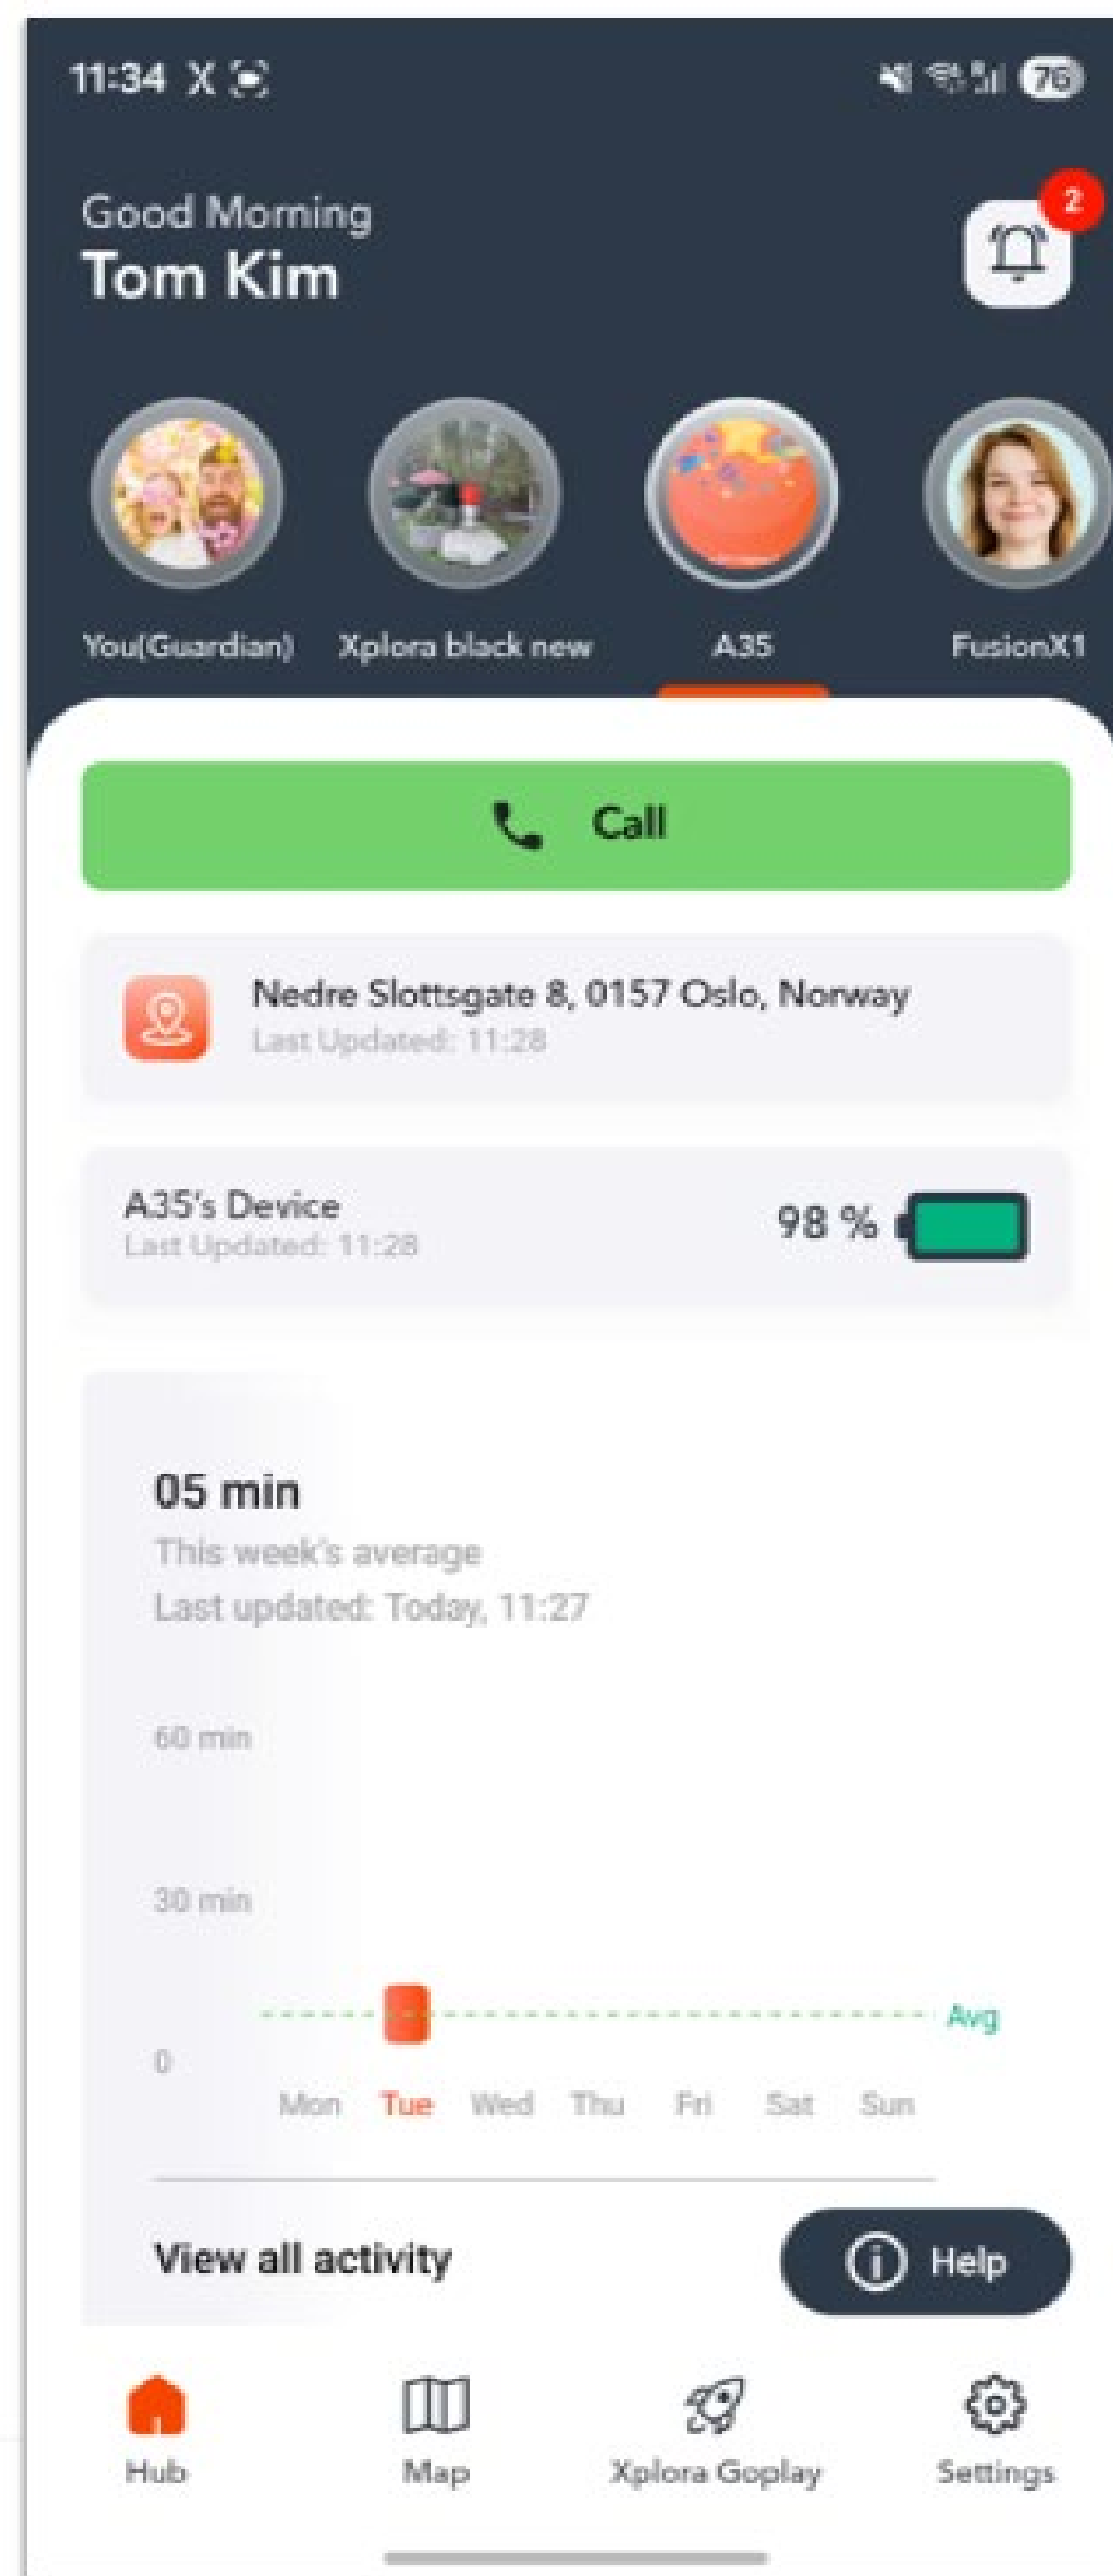 11:34 X 76
Good Morning
Tom Kim
2
You(Guardian) Xplora black new A35 FusionX1
Call
Nedre Slottsgate 8, 0157 Oslo, Norway
Last Updated: 11:28
A35's Device
Last Updated: 11:28
98 %
05 min
This week's average
Last updated: Today, 11:27
60 min
30 min
Avg
0
Mon Tue Wed Thu Fri Sat Sun
View all activity
Help
Hub Map Xplora Goplay Settings